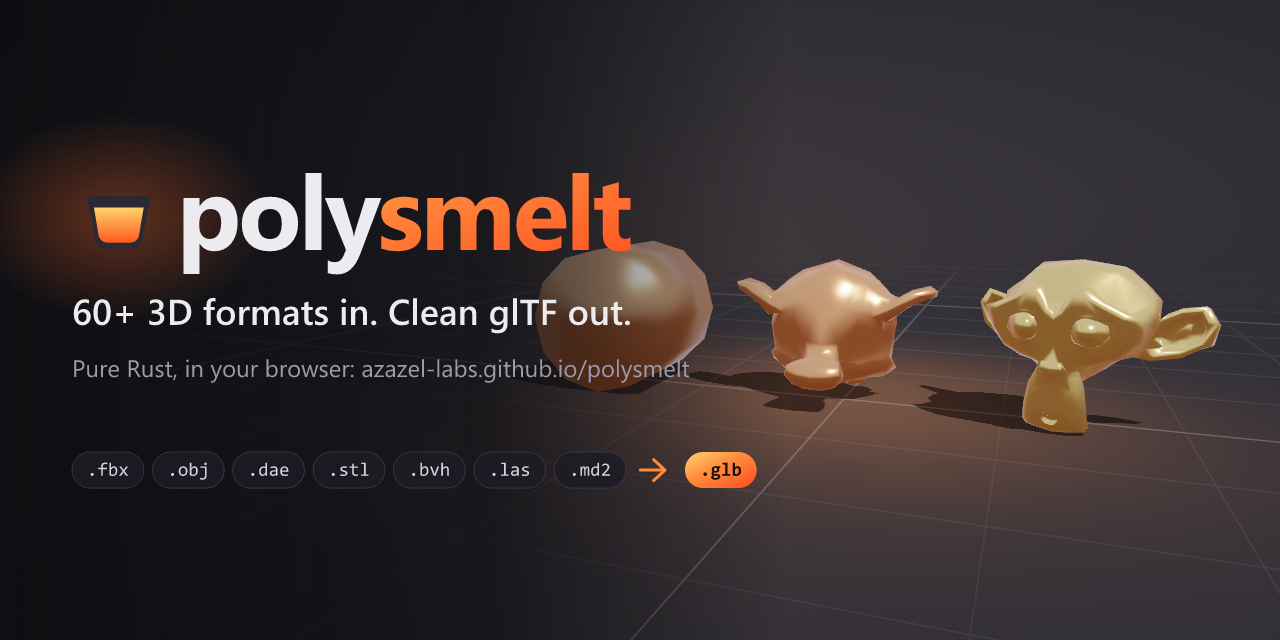 polysmelt
60+ 3D formats in. Clean glTF out.
Pure Rust, in your browser: azazel-labs.github.io/polysmelt
.fbx .obj .dae .stl .bvh .las .md2 → .glb